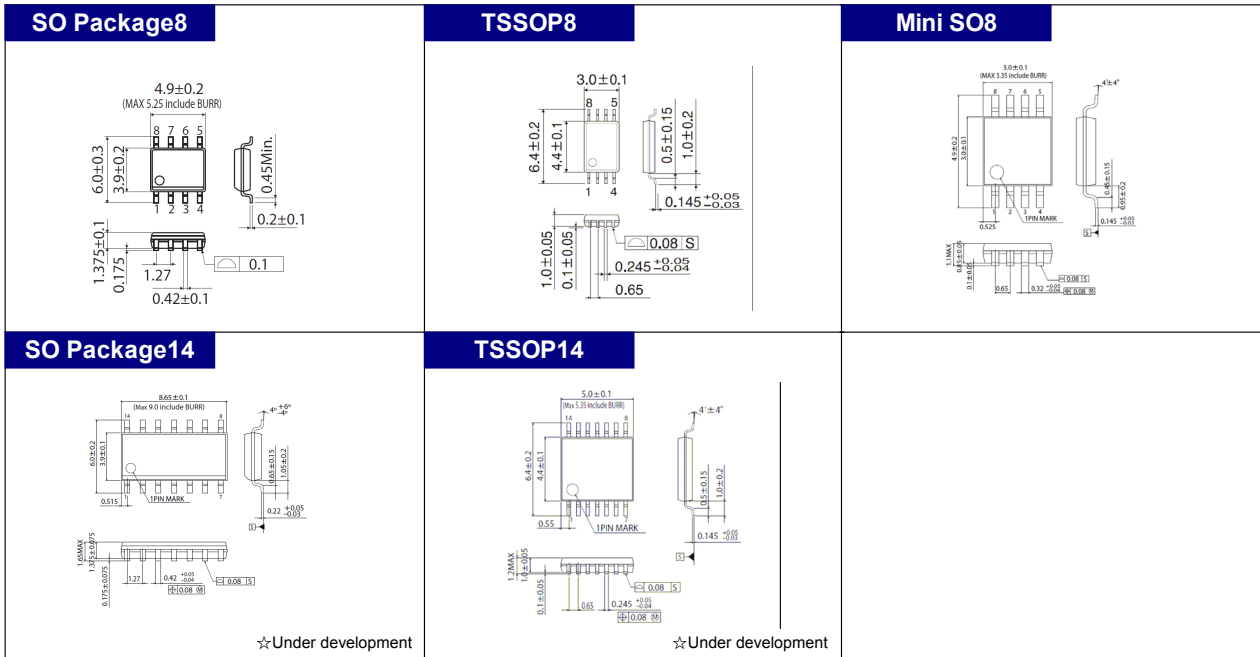 SO Package8
4.9±0.2
(MAX 5.25 include BURR)
8 7 6 5
6.0±0.3
3.9±0.2
0.45Min.
1 2 3 4
0.2±0.1
1.375±0.1
0.175
1.27
0.1
0.42±0.1
TSSOP8
3.0±0.1
8 5
6.4±0.2
4.4±0.1
0.5±0.15
1.0±0.2
1 4
0.145 +0.05 -0.03
1.0±0.05
0.1±0.05
0.08 S
0.245 +0.05 -0.04
0.65
Mini SO8
3.0±0.1
(MAX 3.35 include BURR)
4°±4°
8 7 6 5
4.9±0.2
3.0±0.1
0.45±0.15
0.95±0.2
1 2 3 4
1PIN MARK
0.525
0.145 +0.05 -0.03
S
1.1MAX
0.85±0.05
0.1±0.05
0.08 S
0.65
0.32 +0.05 -0.04
0.08 Ⓜ
SO Package14
8.65±0.1
(Max 9.0 include BURR)
4° +6° -4°
14 8
6.0±0.2
3.9±0.1
0.65±0.15
1.05±0.2
1 7
1PIN MARK
0.515
0.22 +0.05 -0.03
S
1.65MAX
1.375±0.075
0.175±0.075
1.27
0.42 +0.05 -0.04
0.08 S
0.08 Ⓜ
☆Under development
TSSOP14
5.0±0.1
(Max 5.35 include BURR)
4°±4°
14 8
6.4±0.2
4.4±0.1
0.5±0.15
1.0±0.2
1 7
0.55
1PIN MARK
0.145 +0.05 -0.03
S
1.2MAX
1.0±0.05
0.1±0.05
0.08 S
0.65
0.245 +0.05 -0.04
0.08 Ⓜ
☆Under development